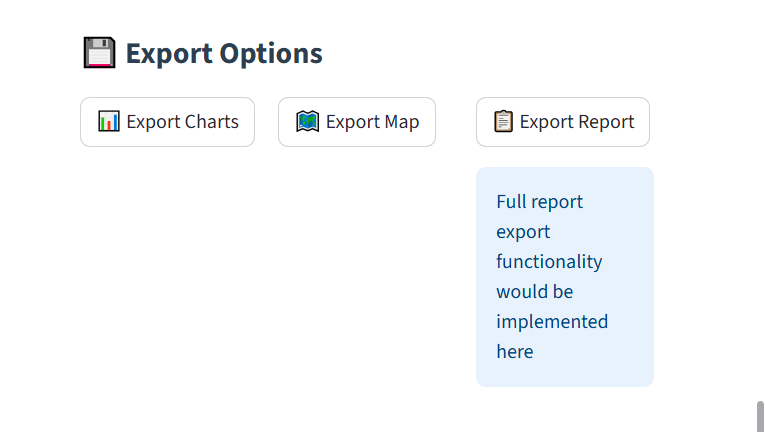 Export Options
Export Charts
Export Map
Export Report
Full report
export
functionality
would be
implemented
here